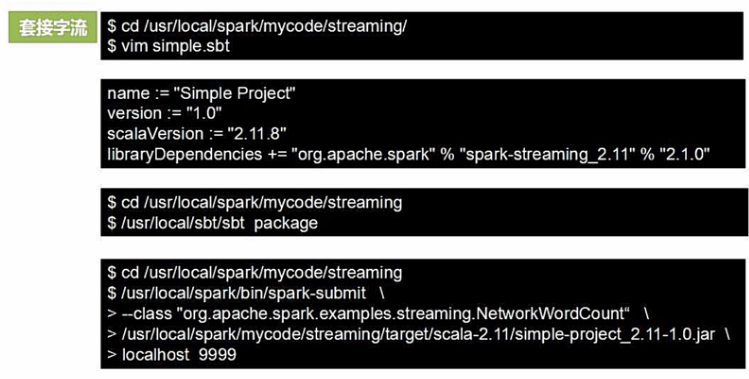 套接字流
$ cd /usr/local/spark/mycode/streaming/
$ vim simple.sbt
name := "Simple Project"
version := "1.0"
scalaVersion := "2.11.8"
libraryDependencies += "org.apache.spark" % "spark-streaming_2.11" % "2.1.0"
$ cd /usr/local/spark/mycode/streaming
$ /usr/local/sbt/sbt  package
$ cd /usr/local/spark/mycode/streaming
$ /usr/local/spark/bin/spark-submit  \
> --class "org.apache.spark.examples.streaming.NetworkWordCount“  \
> /usr/local/spark/mycode/streaming/target/scala-2.11/simple-project_2.11-1.0.jar  \
> localhost  9999